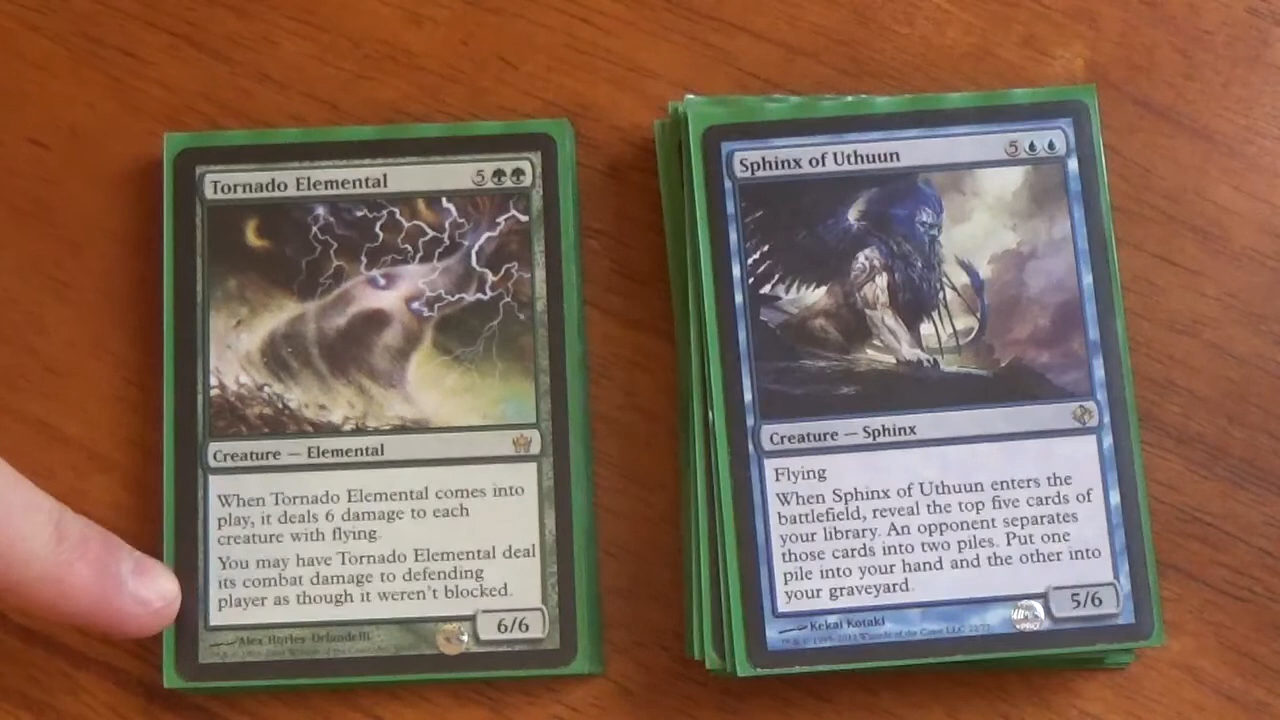 Tornado Elemental
5
Creature — Elemental
When Tornado Elemental comes into
play, it deals 6 damage to each
creature with flying.
You may have Tornado Elemental deal
its combat damage to defending
player as though it weren't blocked.
6/6
Sphinx of Uthuun
5
Creature — Sphinx
Flying
When Sphinx of Uthuun enters the
battlefield, reveal the top five cards of
your library. An opponent separates
those cards into two piles. Put one
pile into your hand and the other into
your graveyard.
5/6
Kekai Kotaki